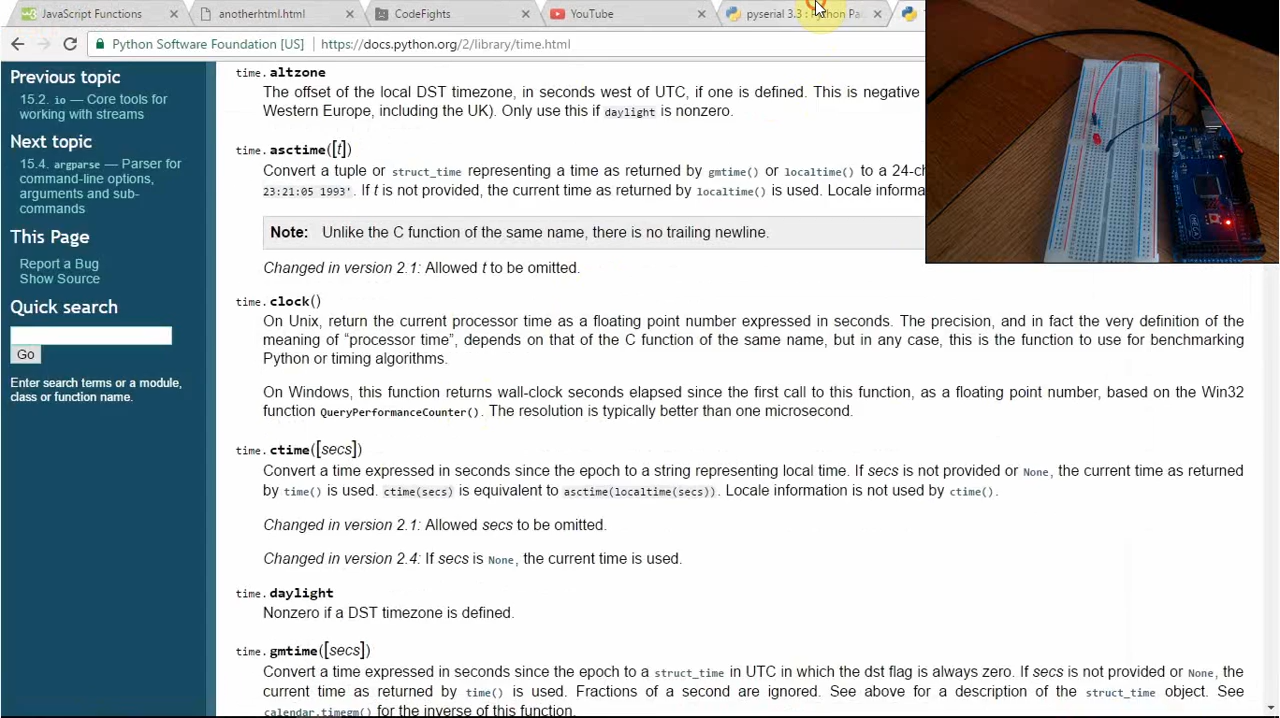 JavaScript Functions
anotherhtml.html
CodeFights
YouTube
pyserial 3.3 : Python Pa
Python Software Foundation [US]
https://docs.python.org/2/library/time.html
Previous topic
15.2. io — Core tools for
working with streams
Next topic
15.4. argparse — Parser for
command-line options,
arguments and sub-
commands
This Page
Report a Bug
Show Source
Quick search
Go
Enter search terms or a module,
class or function name.
time.altzone
The offset of the local DST timezone, in seconds west of UTC, if one is defined. This is negative
Western Europe, including the UK). Only use this if daylight is nonzero.
time.asctime([t])
Convert a tuple or struct_time representing a time as returned by gmtime() or localtime() to a 24-ch
23:21:05 1993'. If t is not provided, the current time as returned by localtime() is used. Locale informa
Note: Unlike the C function of the same name, there is no trailing newline.
Changed in version 2.1: Allowed t to be omitted.
time.clock()
On Unix, return the current processor time as a floating point number expressed in seconds. The precision, and in fact the very definition of the
meaning of “processor time”, depends on that of the C function of the same name, but in any case, this is the function to use for benchmarking
Python or timing algorithms.
On Windows, this function returns wall-clock seconds elapsed since the first call to this function, as a floating point number, based on the Win32
function QueryPerformanceCounter(). The resolution is typically better than one microsecond.
time.ctime([secs])
Convert a time expressed in seconds since the epoch to a string representing local time. If secs is not provided or None, the current time as returned
by time() is used. ctime(secs) is equivalent to asctime(localtime(secs)). Locale information is not used by ctime().
Changed in version 2.1: Allowed secs to be omitted.
Changed in version 2.4: If secs is None, the current time is used.
time.daylight
Nonzero if a DST timezone is defined.
time.gmtime([secs])
Convert a time expressed in seconds since the epoch to a struct_time in UTC in which the dst flag is always zero. If secs is not provided or None, the
current time as returned by time() is used. Fractions of a second are ignored. See above for a description of the struct_time object. See
calendar.timegm() for the inverse of this function.